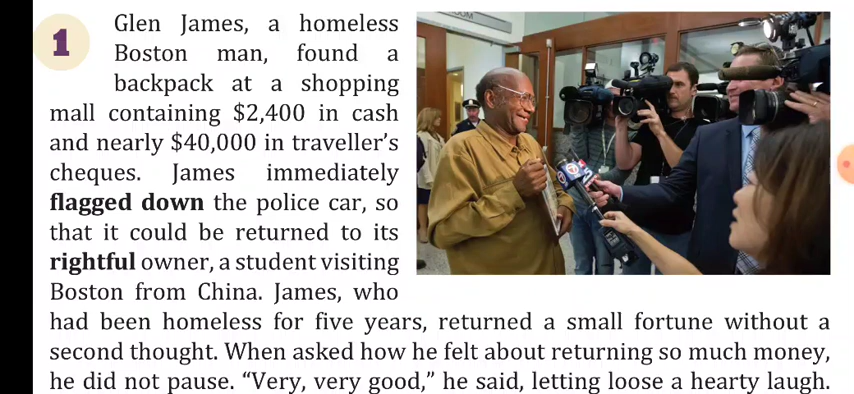 1
Glen James, a homeless
Boston man, found a
backpack at a shopping
mall containing $2,400 in cash
and nearly $40,000 in traveller's
cheques. James immediately
flagged down the police car, so
that it could be returned to its
rightful owner, a student visiting
Boston from China. James, who
had been homeless for five years, returned a small fortune without a
second thought. When asked how he felt about returning so much money,
he did not pause. “Very, very good,” he said, letting loose a hearty laugh.